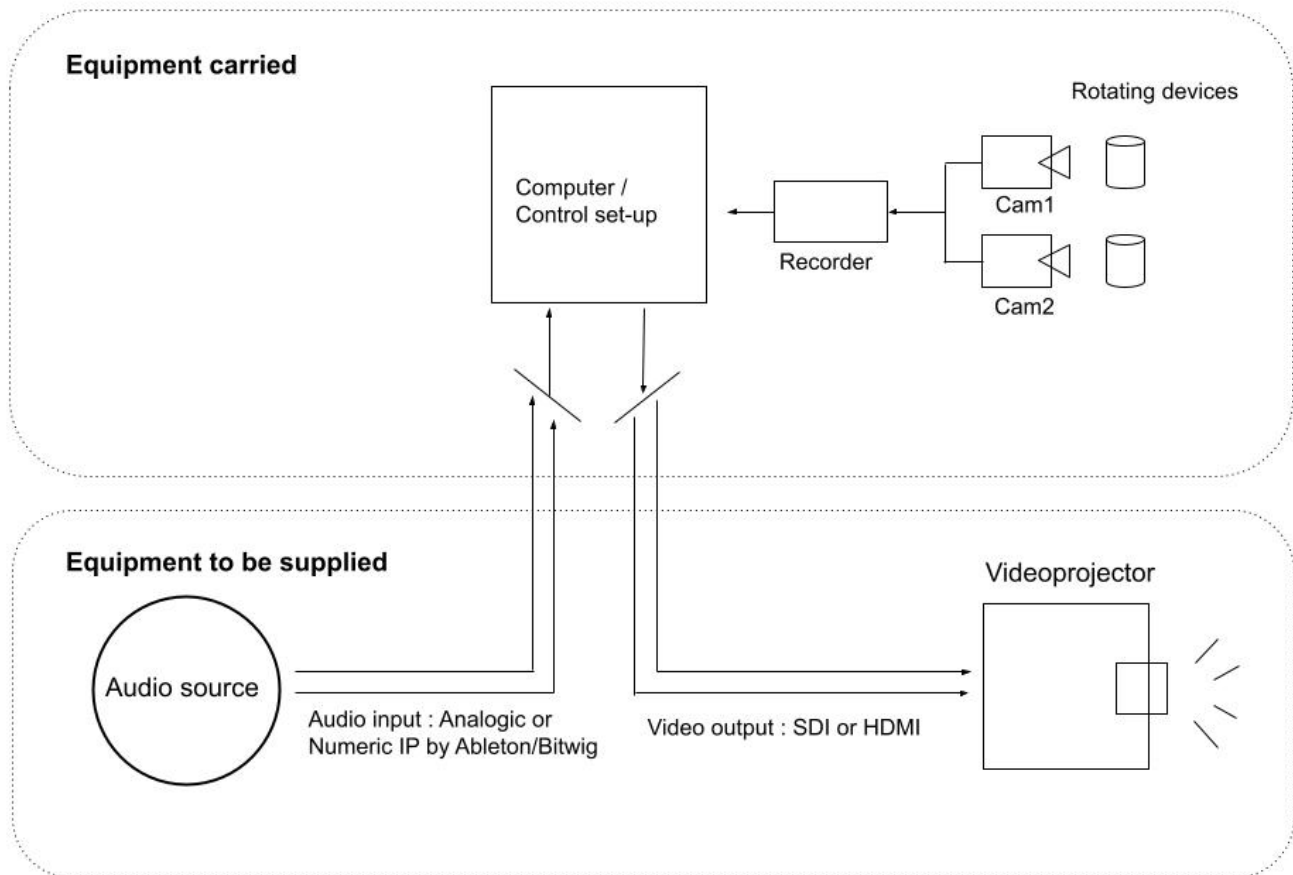 Equipment carried
Rotating devices
Computer /
Control set-up
Cam1
Recorder
Cam2
Equipment to be supplied
Videoprojector
Audio source
Audio input : Analogic or
Numeric IP by Ableton/Bitwig
Video output : SDI or HDMI